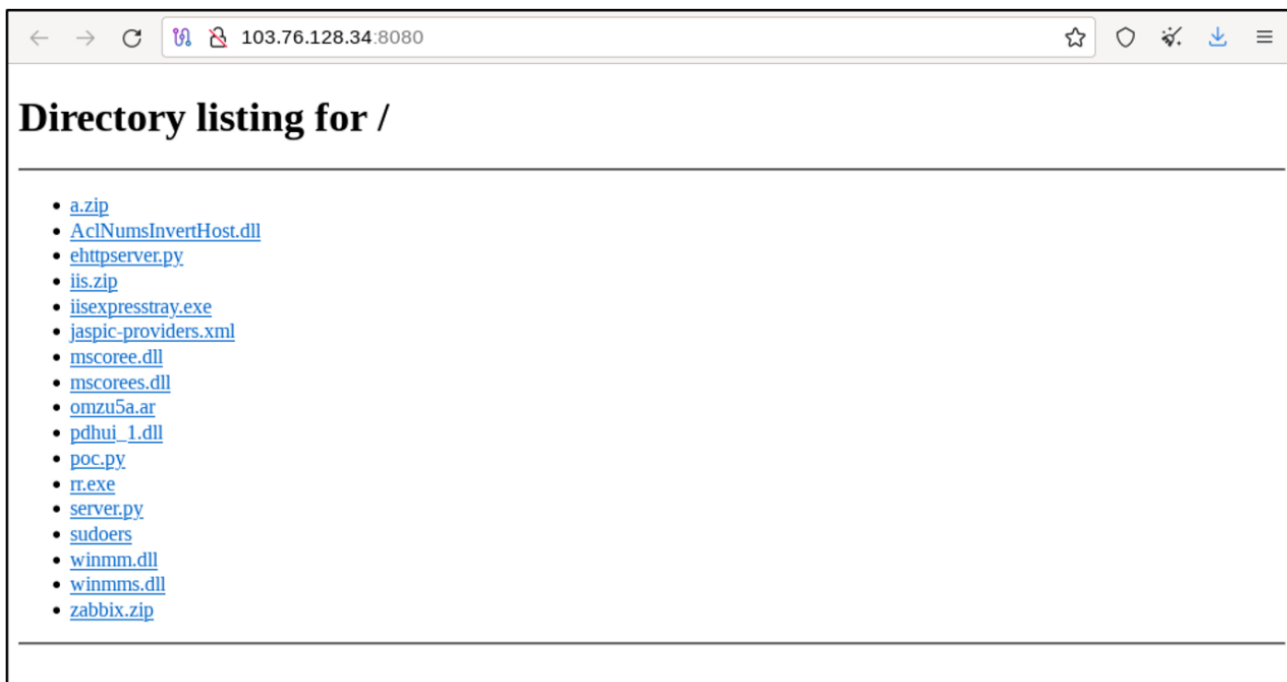 103.76.128.34:8080
Directory listing for /
a.zip
AclNumsInvertHost.dll
ehttpserver.py
iis.zip
iisexpresstray.exe
jaspic-providers.xml
mscoree.dll
mscorees.dll
omzu5a.ar
pdhui_1.dll
poc.py
rr.exe
server.py
sudoers
winmm.dll
winmms.dll
zabbix.zip